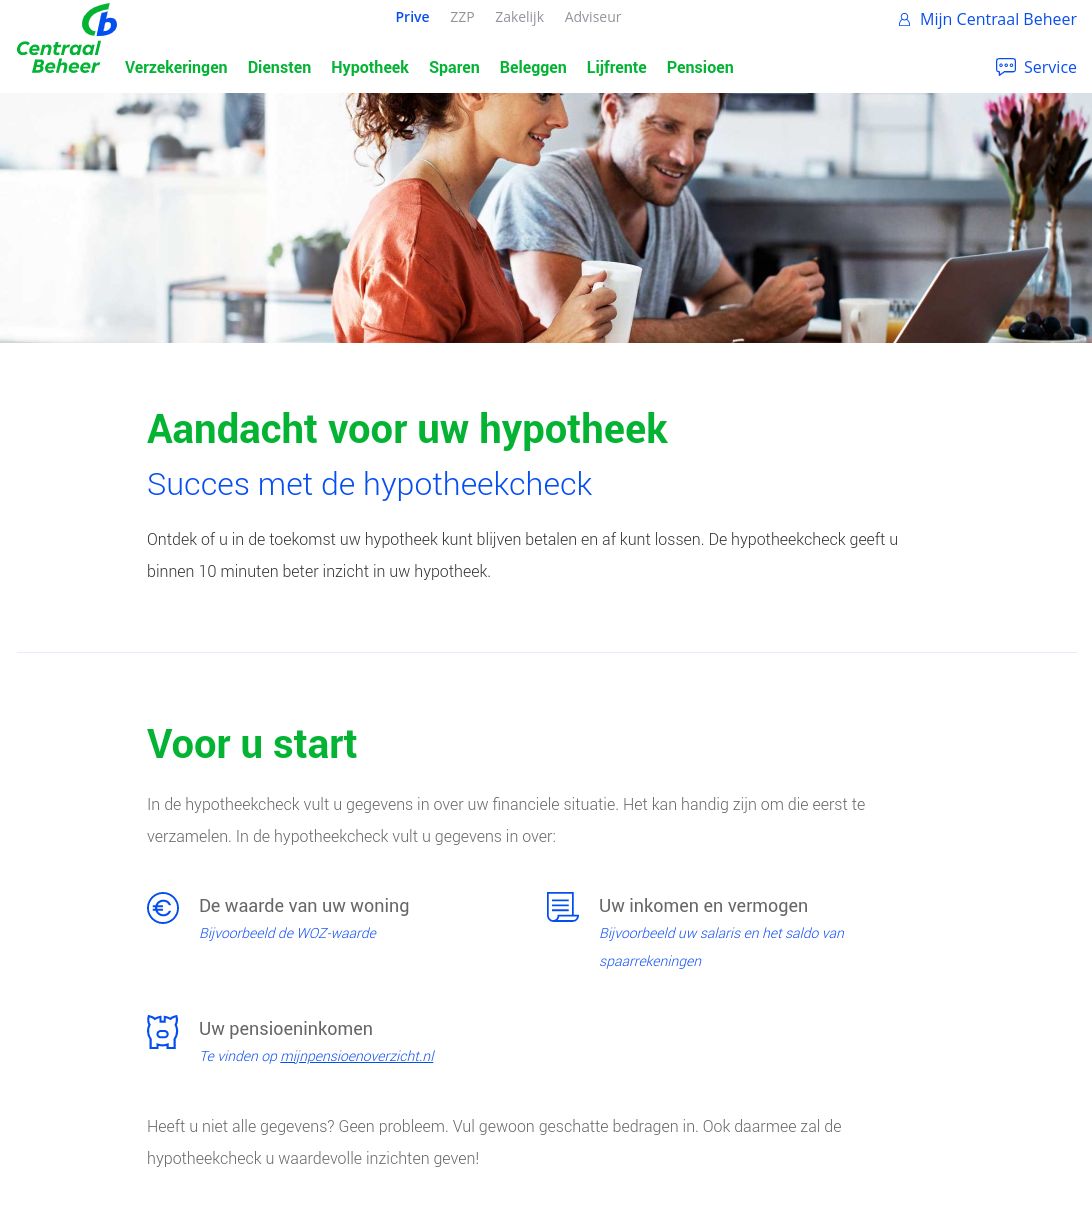 Centraal
Beheer
Prive ZZP Zakelijk Adviseur
Mijn Centraal Beheer
Verzekeringen Diensten Hypotheek Sparen Beleggen Lijfrente Pensioen
Service
Aandacht voor uw hypotheek
Succes met de hypotheekcheck
Ontdek of u in de toekomst uw hypotheek kunt blijven betalen en af kunt lossen. De hypotheekcheck geeft u
binnen 10 minuten beter inzicht in uw hypotheek.
Voor u start
In de hypotheekcheck vult u gegevens in over uw financiele situatie. Het kan handig zijn om die eerst te
verzamelen. In de hypotheekcheck vult u gegevens in over:
De waarde van uw woning
Bijvoorbeeld de WOZ-waarde
Uw inkomen en vermogen
Bijvoorbeeld uw salaris en het saldo van
spaarrekeningen
Uw pensioeninkomen
Te vinden op mijnpensioenoverzicht.nl
Heeft u niet alle gegevens? Geen probleem. Vul gewoon geschatte bedragen in. Ook daarmee zal de
hypotheekcheck u waardevolle inzichten geven!